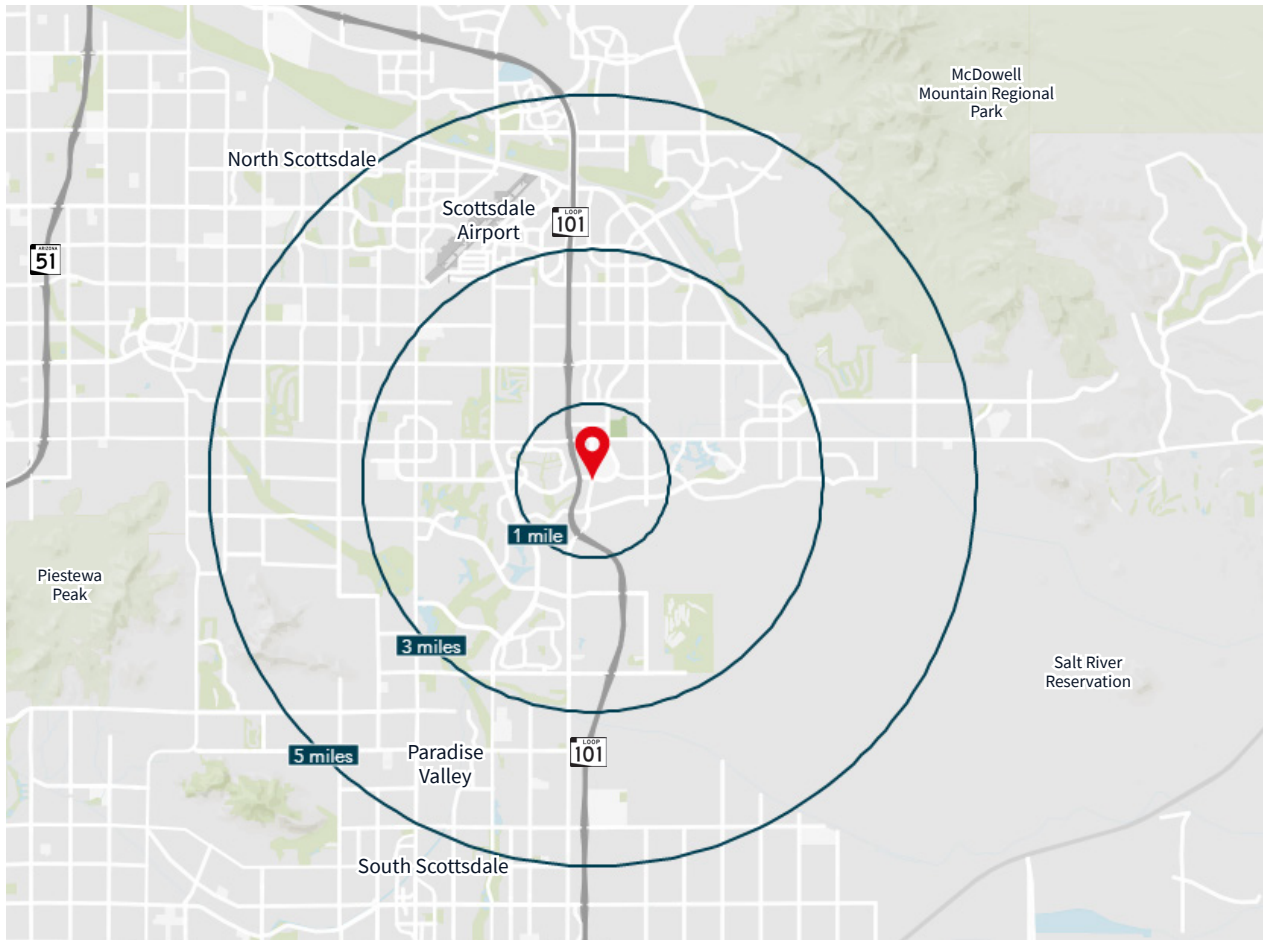 McDowell
Mountain Regional
Park
North Scottsdale
Scottsdale
Airport
LOOP
101
ARIZONA
51
1 mile
Piestewa
Peak
3 miles
Salt River
Reservation
5 miles
Paradise
Valley
LOOP
101
South Scottsdale